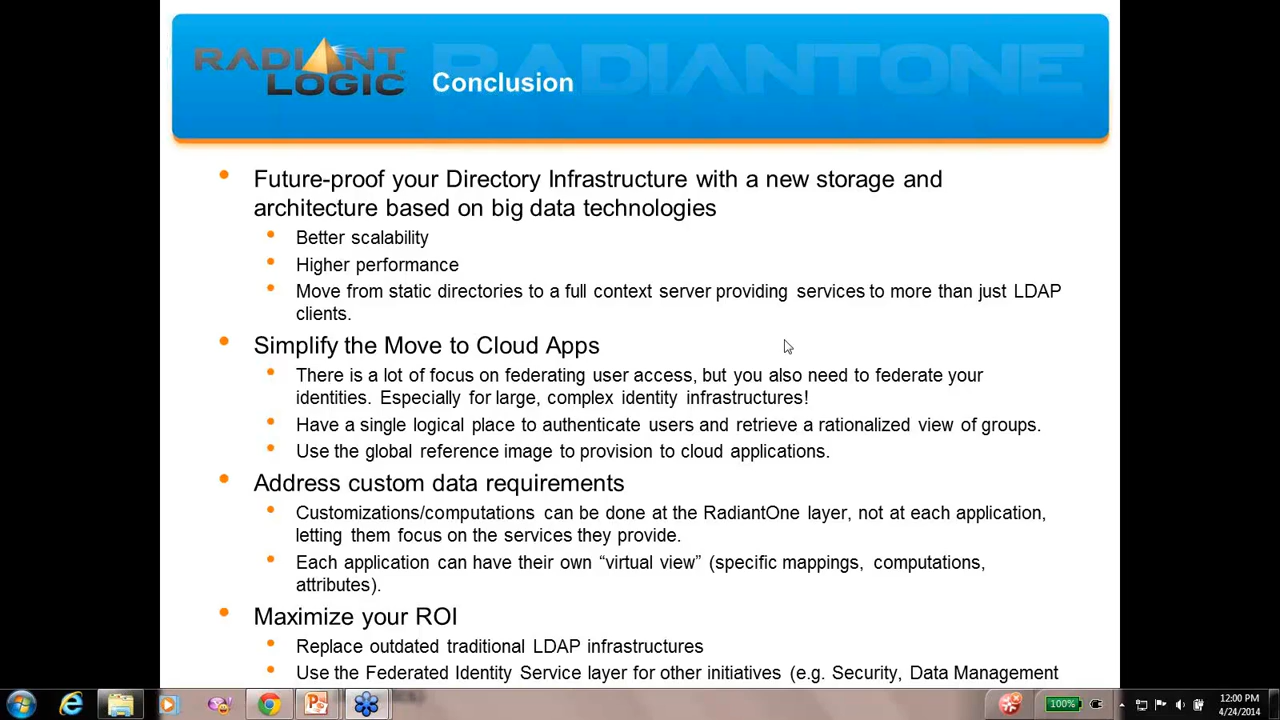 RADIANT
LOGIC
RADIANTONE
Conclusion
Future-proof your Directory Infrastructure with a new storage and
architecture based on big data technologies
Better scalability
Higher performance
Move from static directories to a full context server providing services to more than just LDAP
clients.
Simplify the Move to Cloud Apps
There is a lot of focus on federating user access, but you also need to federate your
identities. Especially for large, complex identity infrastructures!
Have a single logical place to authenticate users and retrieve a rationalized view of groups.
Use the global reference image to provision to cloud applications.
Address custom data requirements
Customizations/computations can be done at the RadiantOne layer, not at each application,
letting them focus on the services they provide.
Each application can have their own “virtual view” (specific mappings, computations,
attributes).
Maximize your ROI
Replace outdated traditional LDAP infrastructures
Use the Federated Identity Service layer for other initiatives (e.g. Security, Data Management
100%
12:00 PM
4/24/2014